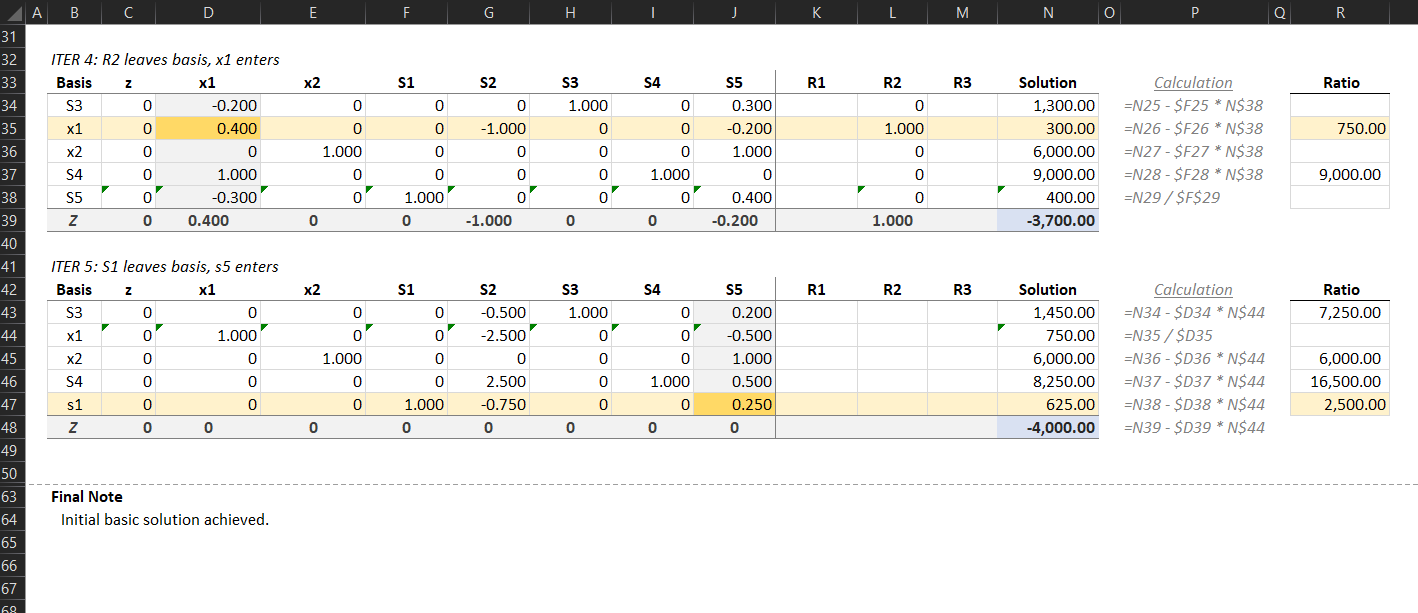 A B C D E F G H I J K L M N O P Q R
31
32 ITER 4: R2 leaves basis, x1 enters
33 Basis z x1 x2 S1 S2 S3 S4 S5 R1 R2 R3 Solution Calculation Ratio
34 S3 0 -0.200 0 0 0 1.000 0 0.300 0 1,300.00 =N25 - $F25 * N$38
35 x1 0 0.400 0 0 -1.000 0 0 -0.200 1.000 300.00 =N26 - $F26 * N$38 750.00
36 x2 0 0 1.000 0 0 0 0 1.000 0 6,000.00 =N27 - $F27 * N$38
37 S4 0 1.000 0 0 0 0 1.000 0 0 9,000.00 =N28 - $F28 * N$38 9,000.00
38 S5 0 -0.300 0 1.000 0 0 0 0.400 0 400.00 =N29 / $F$29
39 Z 0 0.400 0 0 -1.000 0 0 -0.200 1.000 -3,700.00
40
41 ITER 5: S1 leaves basis, s5 enters
42 Basis z x1 x2 S1 S2 S3 S4 S5 R1 R2 R3 Solution Calculation Ratio
43 S3 0 0 0 0 -0.500 1.000 0 0.200 1,450.00 =N34 - $D34 * N$44 7,250.00
44 x1 0 1.000 0 0 -2.500 0 0 -0.500 750.00 =N35 / $D35
45 x2 0 0 1.000 0 0 0 0 1.000 6,000.00 =N36 - $D36 * N$44 6,000.00
46 S4 0 0 0 0 2.500 0 1.000 0.500 8,250.00 =N37 - $D37 * N$44 16,500.00
47 s1 0 0 0 1.000 -0.750 0 0 0.250 625.00 =N38 - $D38 * N$44 2,500.00
48 Z 0 0 0 0 0 0 0 0 -4,000.00 =N39 - $D39 * N$44
49
50
63 Final Note
64 Initial basic solution achieved.
65
66
67
68